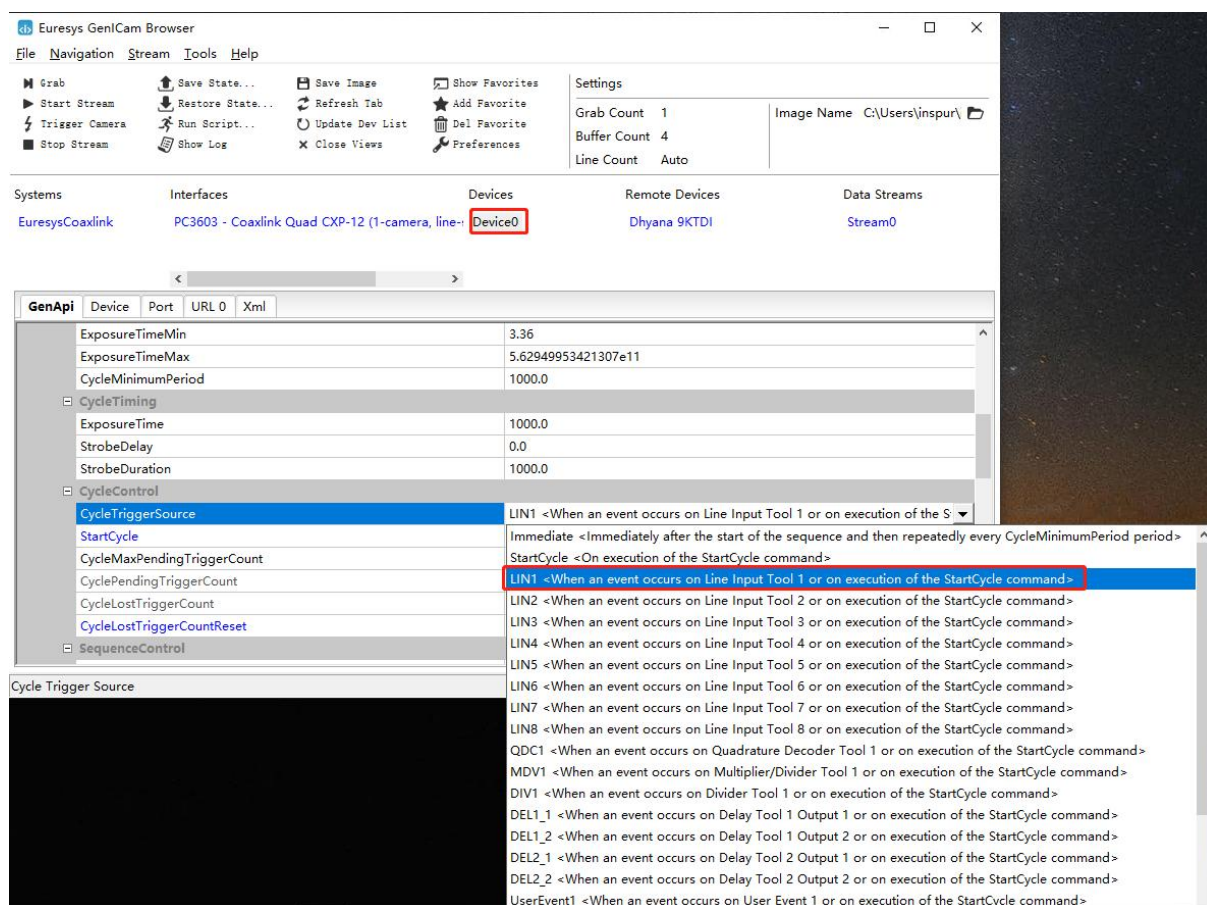 Euresys GenICam Browser
File Navigation Stream Tools Help
Grab Save State... Save Image Show Favorites Settings
Start Stream Restore State... Refresh Tab Add Favorite Grab Count 1 Image Name C:\Users\inspur\
Trigger Camera Run Script... Update Dev List Del Favorite Buffer Count 4
Stop Stream Show Log Close Views Preferences Line Count Auto
Systems Interfaces Devices Remote Devices Data Streams
EuresysCoaxlink PC3603 - Coaxlink Quad CXP-12 (1-camera, line- Device0 Dhyana 9KTDI Stream0
GenApi Device Port URL 0 Xml
ExposureTimeMin 3.36
ExposureTimeMax 5.62949953421307e11
CycleMinimumPeriod 1000.0
CycleTiming
ExposureTime 1000.0
StrobeDelay 0.0
StrobeDuration 1000.0
CycleControl
CycleTriggerSource LIN1 <When an event occurs on Line Input Tool 1 or on execution of the S
StartCycle Immediate <Immediately after the start of the sequence and then repeatedly every CycleMinimumPeriod period>
CycleMaxPendingTriggerCount StartCycle <On execution of the StartCycle command>
CyclePendingTriggerCount LIN1 <When an event occurs on Line Input Tool 1 or on execution of the StartCycle command>
CycleLostTriggerCount LIN2 <When an event occurs on Line Input Tool 2 or on execution of the StartCycle command>
CycleLostTriggerCountReset LIN3 <When an event occurs on Line Input Tool 3 or on execution of the StartCycle command>
SequenceControl LIN4 <When an event occurs on Line Input Tool 4 or on execution of the StartCycle command>
LIN5 <When an event occurs on Line Input Tool 5 or on execution of the StartCycle command>
Cycle Trigger Source LIN6 <When an event occurs on Line Input Tool 6 or on execution of the StartCycle command>
LIN7 <When an event occurs on Line Input Tool 7 or on execution of the StartCycle command>
LIN8 <When an event occurs on Line Input Tool 8 or on execution of the StartCycle command>
QDC1 <When an event occurs on Quadrature Decoder Tool 1 or on execution of the StartCycle command>
MDV1 <When an event occurs on Multiplier/Divider Tool 1 or on execution of the StartCycle command>
DIV1 <When an event occurs on Divider Tool 1 or on execution of the StartCycle command>
DEL1_1 <When an event occurs on Delay Tool 1 Output 1 or on execution of the StartCycle command>
DEL1_2 <When an event occurs on Delay Tool 1 Output 2 or on execution of the StartCycle command>
DEL2_1 <When an event occurs on Delay Tool 2 Output 1 or on execution of the StartCycle command>
DEL2_2 <When an event occurs on Delay Tool 2 Output 2 or on execution of the StartCycle command>
UserEvent1 <When an event occurs on User Event 1 or on execution of the StartCycle command>